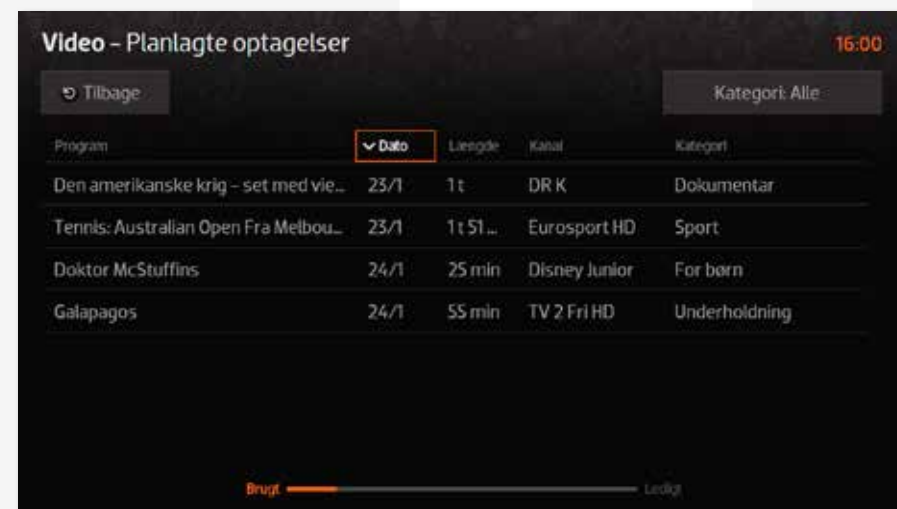 Video – Planlagte optagelser
16:00
Tilbage
Kategori: Alle
Program Dato Længde Kanal Kategori
Den amerikanske krig – set med vie... 23/1 1 t DR K Dokumentar
Tennis: Australian Open Fra Melbou... 23/1 1 t 51... Eurosport HD Sport
Doktor McStuffins 24/1 25 min Disney Junior For børn
Galapagos 24/1 55 min TV 2 Fri HD Underholdning
Brugt Ledigt